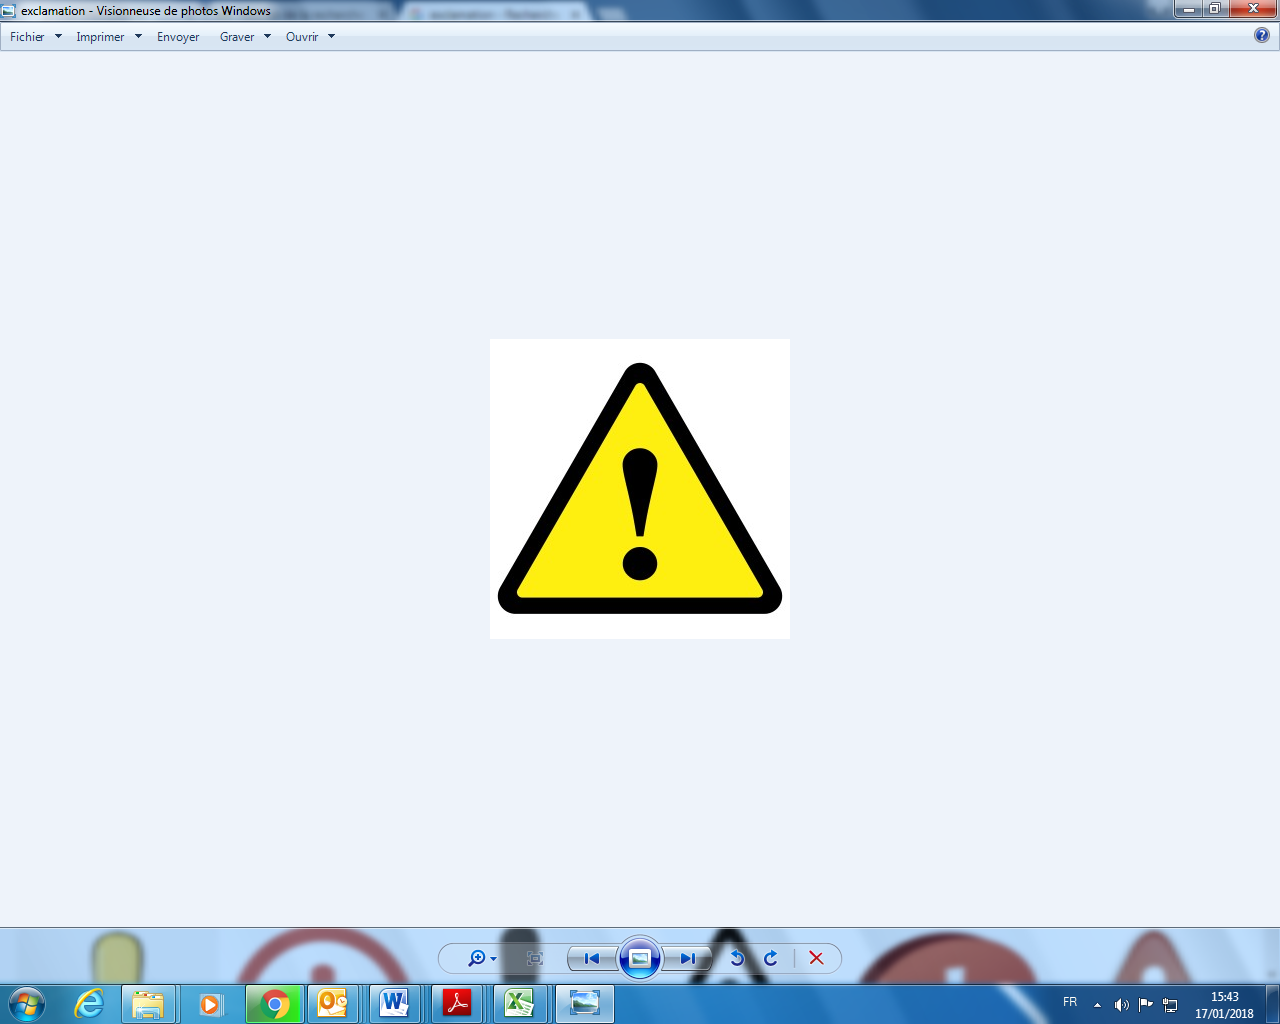 exclamation - Visionneuse de photos Windows
Fichier Imprimer Envoyer Graver Ouvrir
!
FR
15:43
17/01/2018